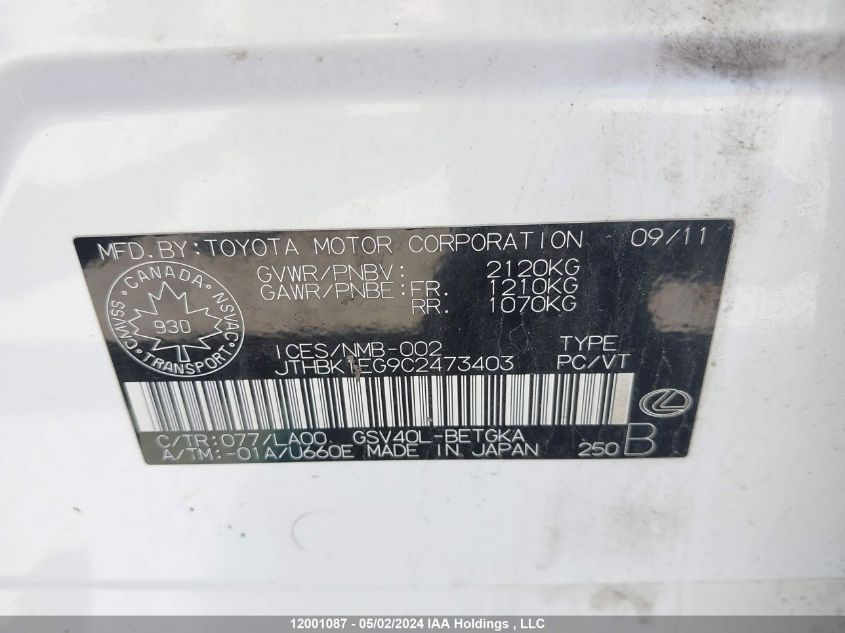 MFD.BY:TOYOTA MOTOR CORPORATION 09/11
GVWR/PNBV: 2120KG
GAWR/PNBE:FR. 1210KG
RR. 1070KG
CANADA
CMVSS NSVAC
930
TRANSPORT
ICES/NMB-002 TYPE
JTHBK1EG9C2473403 PC/VT
C/TR:077/LA00 GSV40L-BETGKA
A/TM:-01A/U660E MADE IN JAPAN 250 B
12001087 - 05/02/2024 IAA Holdings , LLC